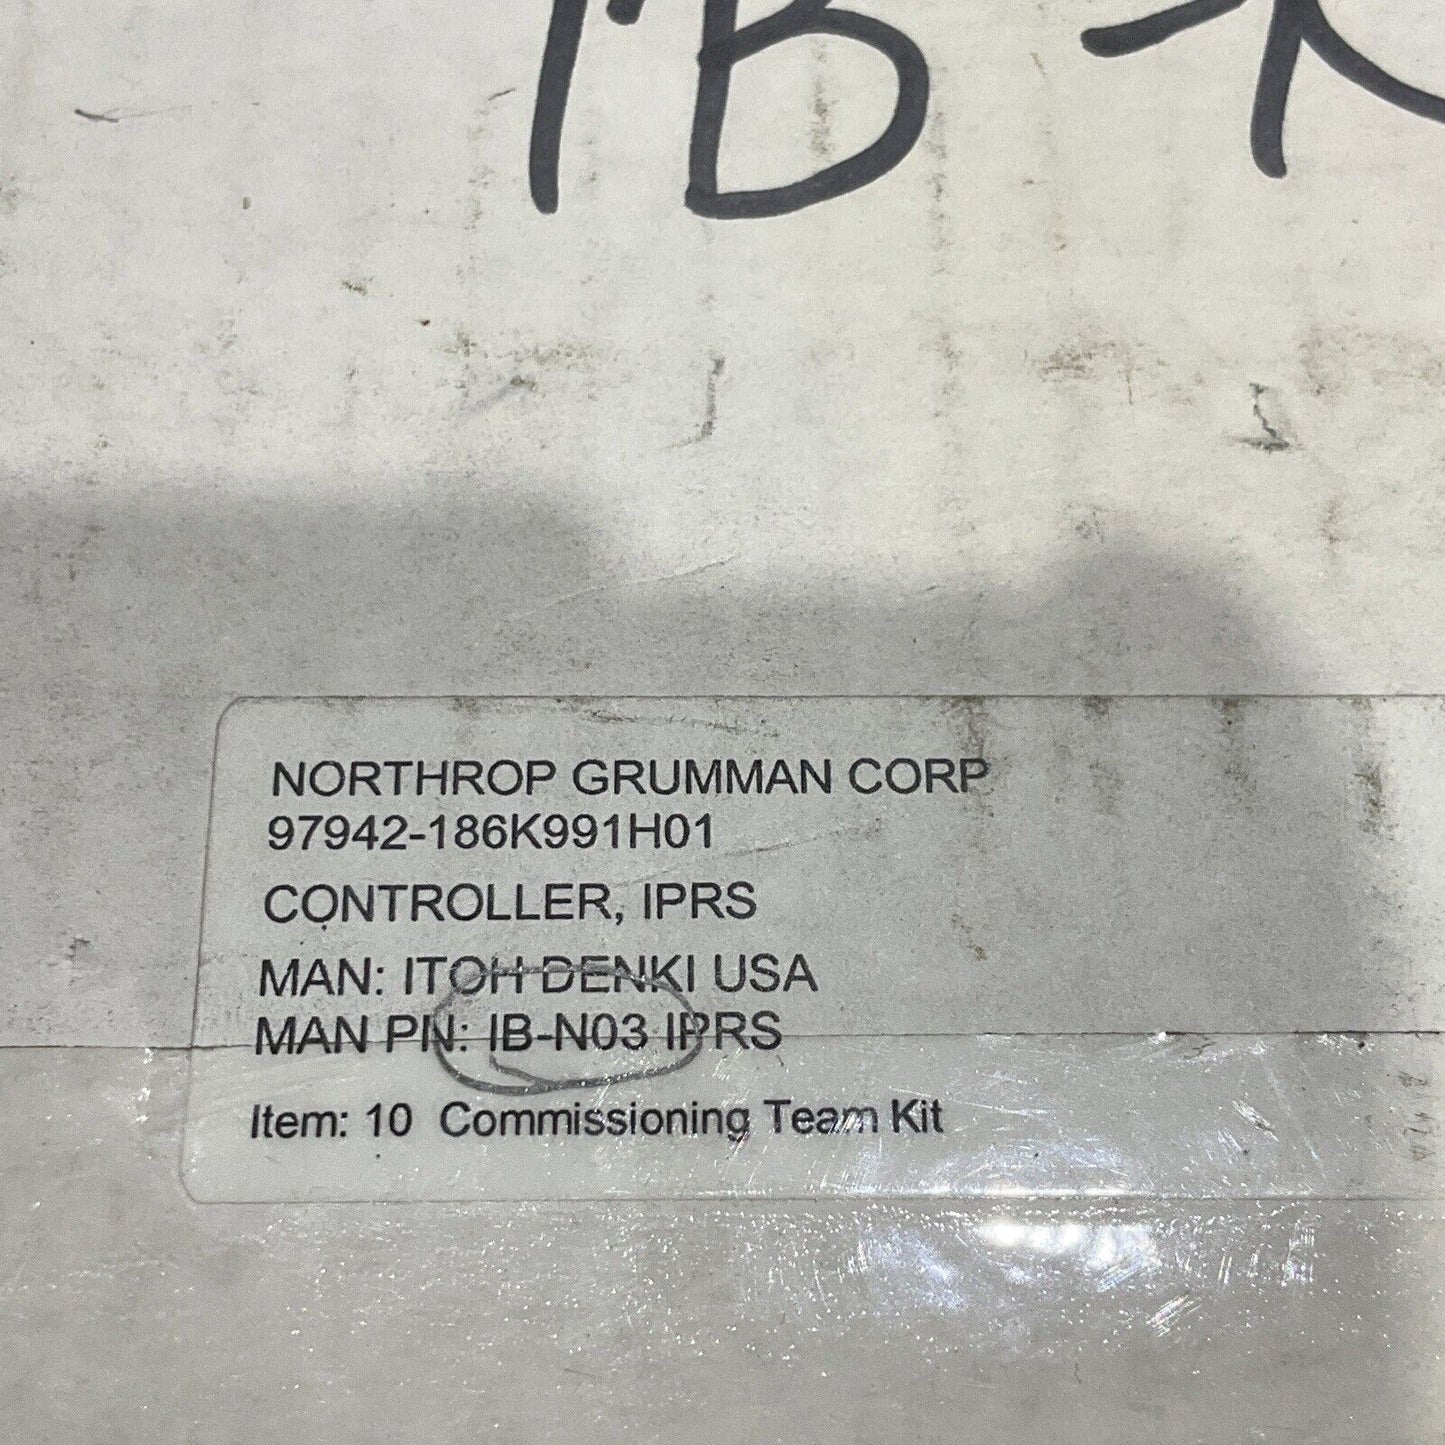 IB-
NORTHROP GRUMMAN CORP
97942-186K991H01
CONTROLLER, IPRS
MAN: ITOH DENKI USA
MAN PN: IB-N03 IPRS
Item: 10 Commissioning Team Kit